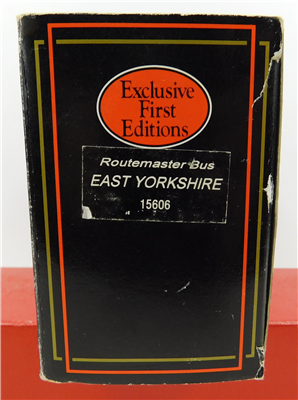 Exclusive
First
Editions
Routemaster Bus
EAST YORKSHIRE
15606